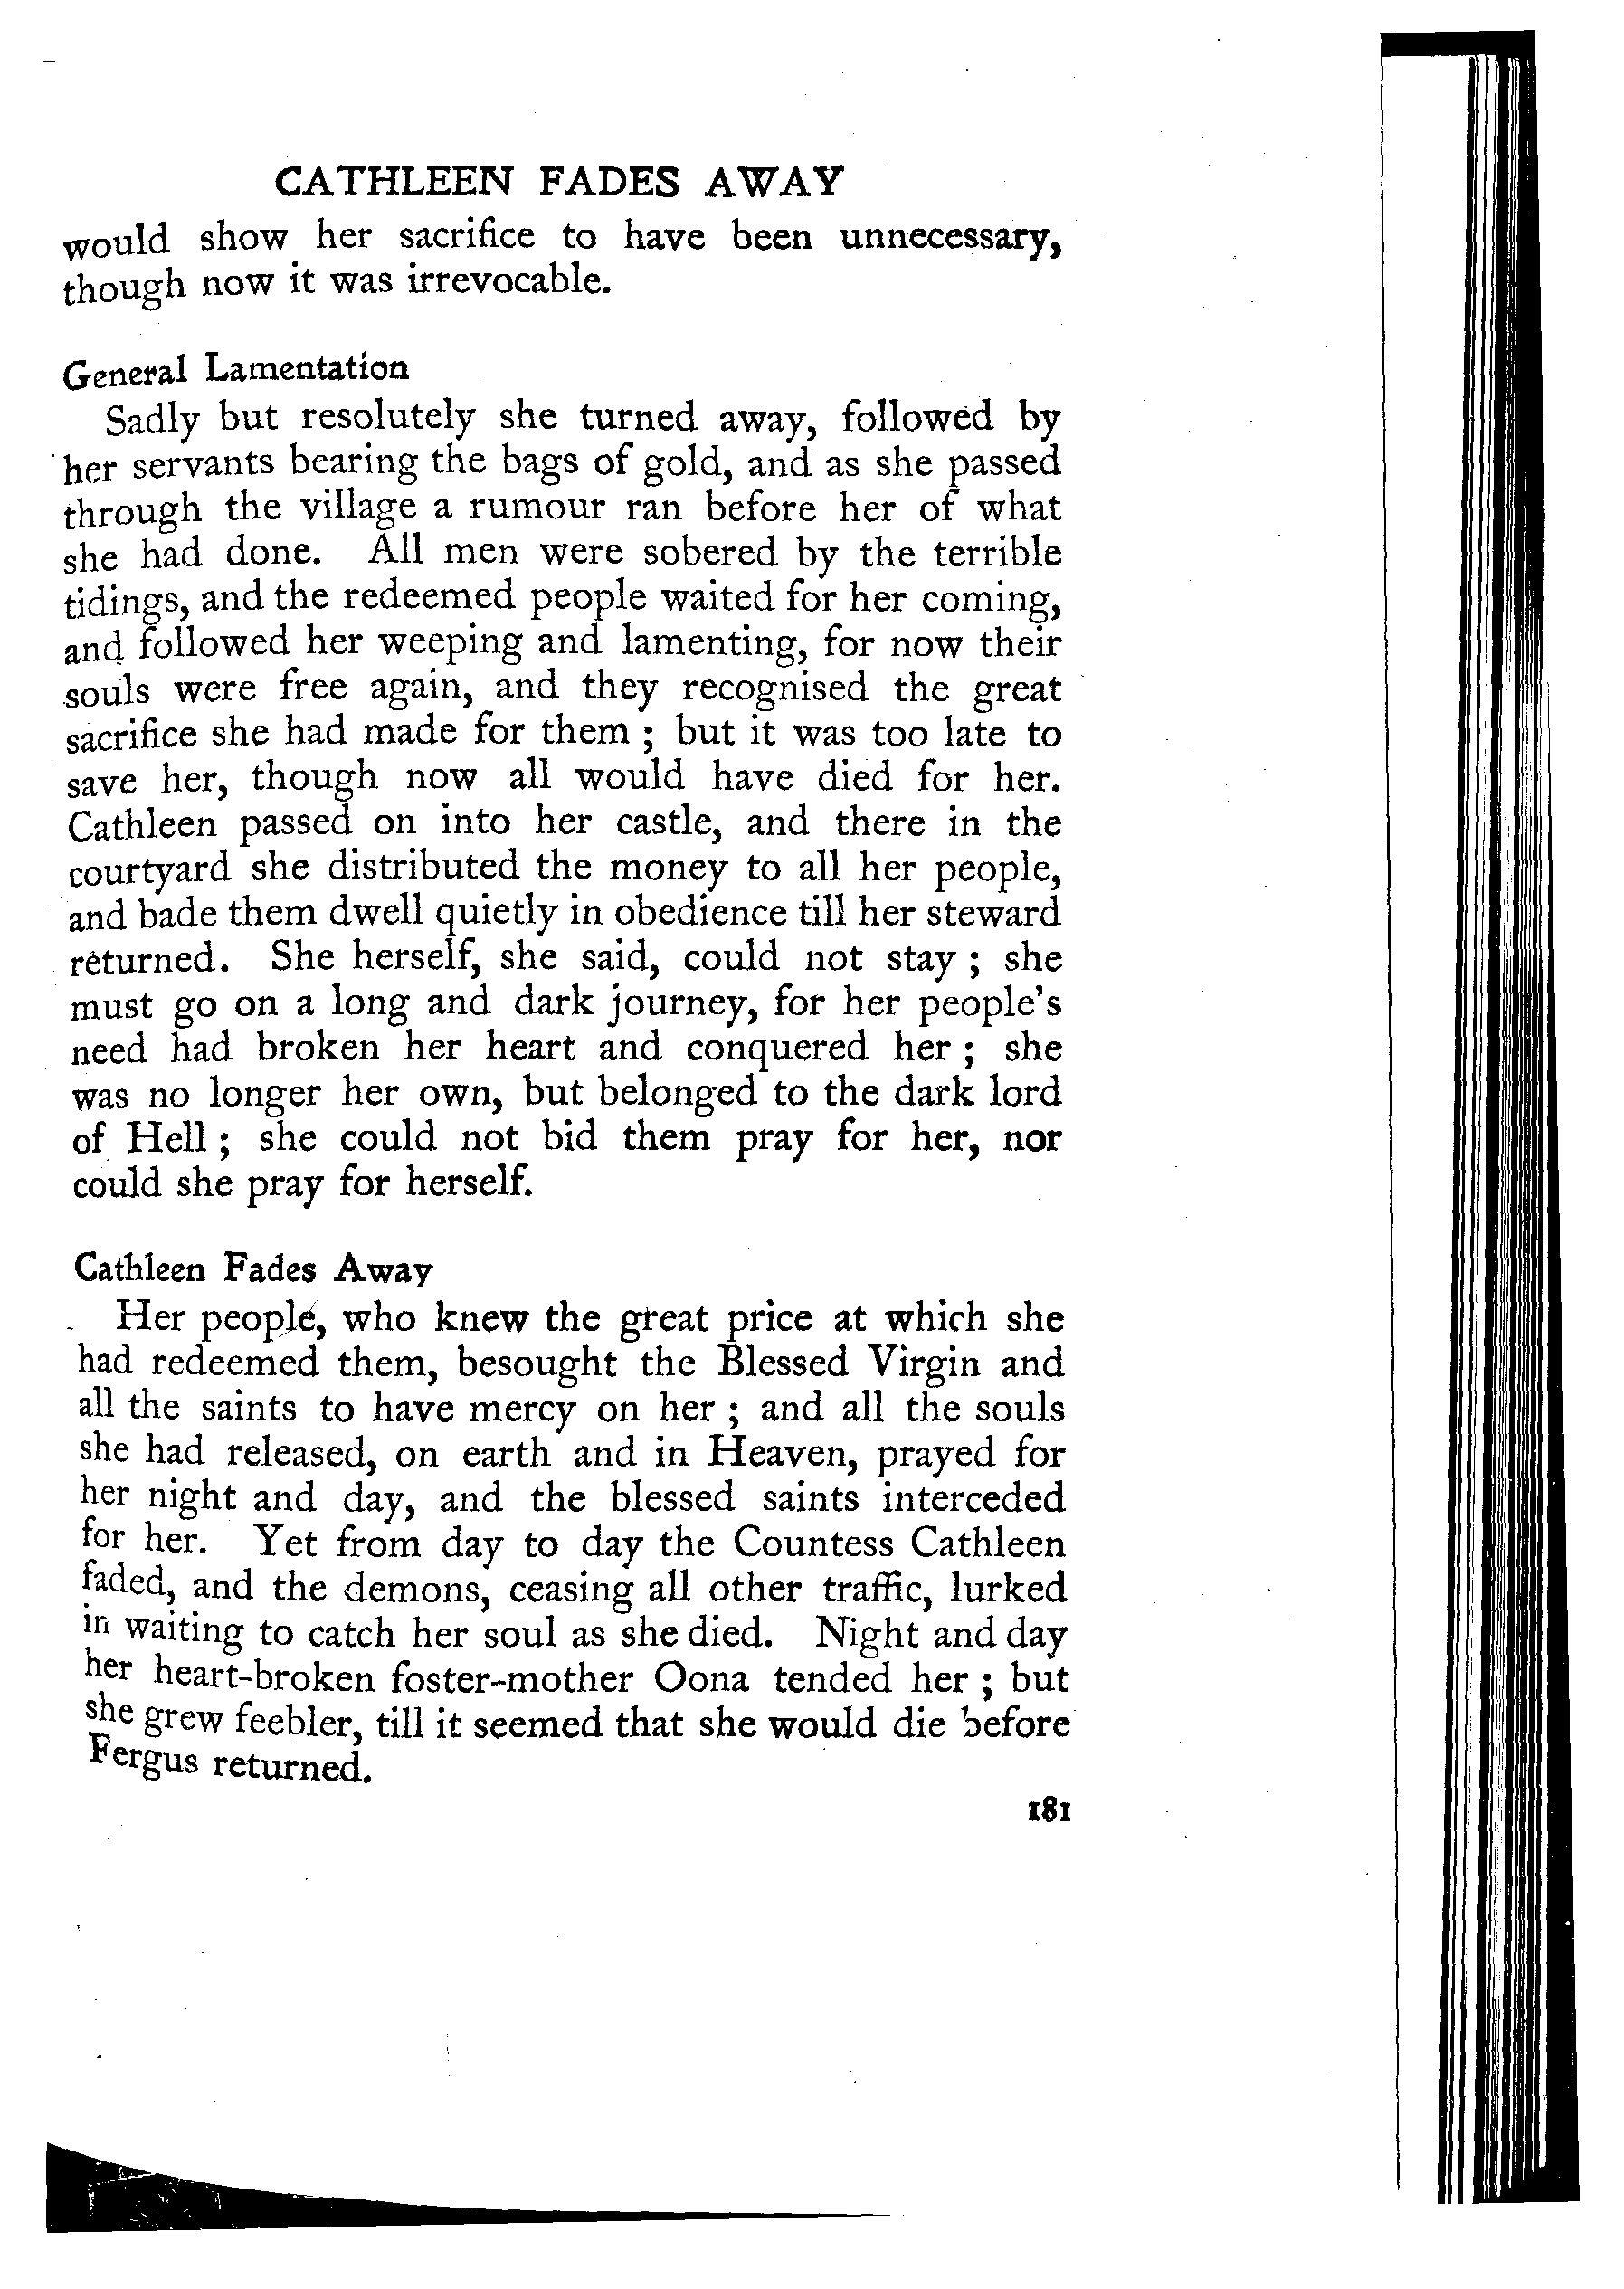 CATHLEEN FADES AWAY
would show her sacrifice to have been unnecessary,
though now it was irrevocable.
General Lamentation
Sadly but resolutely she turned away, followed by
her servants bearing the bags of gold, and as she passed
through the village a rumour ran before her of what
she had done. All men were sobered by the terrible
tidings, and the redeemed people waited for her coming,
and followed her weeping and lamenting, for now their
souls were free again, and they recognised the great
sacrifice she had made for them ; but it was too late to
save her, though now all would have died for her.
Cathleen passed on into her castle, and there in the
courtyard she distributed the money to all her people,
and bade them dwell quietly in obedience till her steward
returned. She herself, she said, could not stay ; she
must go on a long and dark journey, for her people's
need had broken her heart and conquered her ; she
was no longer her own, but belonged to the dark lord
of Hell ; she could not bid them pray for her, nor
could she pray for herself.
Cathleen Fades Away
Her people, who knew the great price at which she
had redeemed them, besought the Blessed Virgin and
all the saints to have mercy on her ; and all the souls
she had released, on earth and in Heaven, prayed for
her night and day, and the blessed saints interceded
for her. Yet from day to day the Countess Cathleen
faded, and the demons, ceasing all other traffic, lurked
in waiting to catch her soul as she died. Night and day
her heart-broken foster-mother Oona tended her ; but
she grew feebler, till it seemed that she would die before
Fergus returned.
181